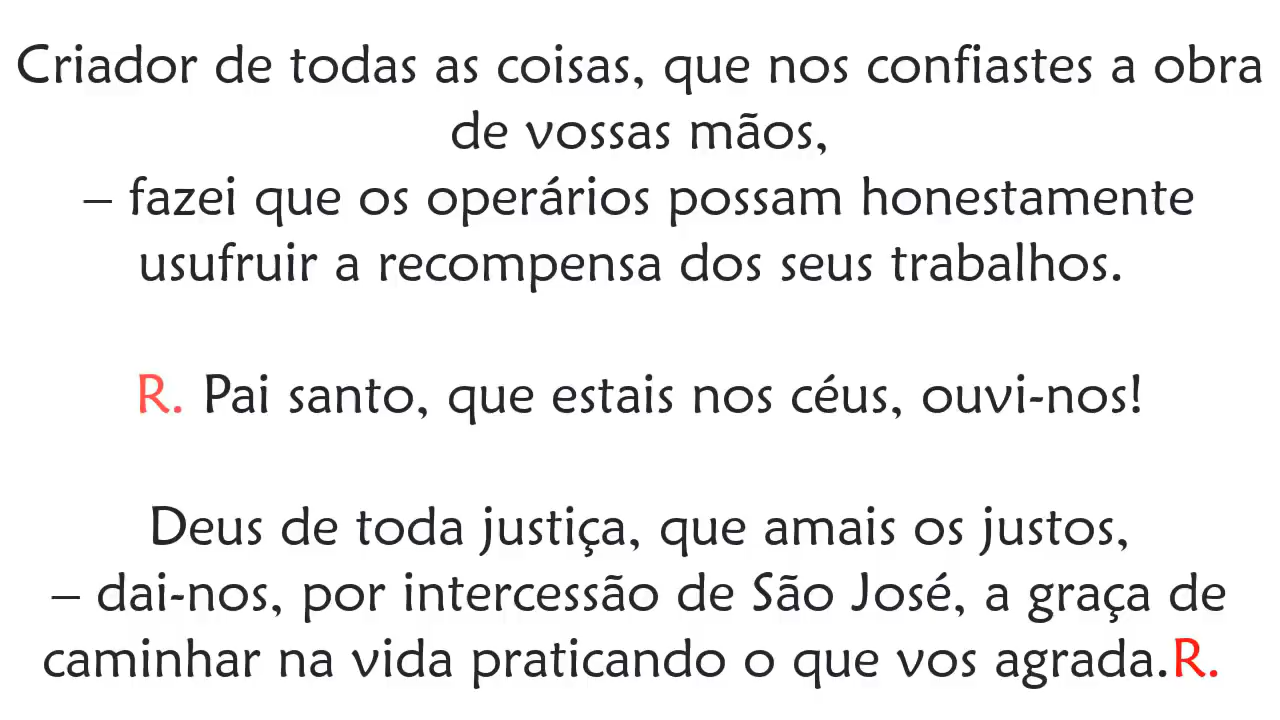 Criador de todas as coisas, que nos confiastes a obra
de vossas mãos,
– fazei que os operários possam honestamente
usufruir a recompensa dos seus trabalhos.
R. Pai santo, que estais nos céus, ouvi-nos!
Deus de toda justiça, que amais os justos,
– dai-nos, por intercessão de São José, a graça de
caminhar na vida praticando o que vos agrada.R.